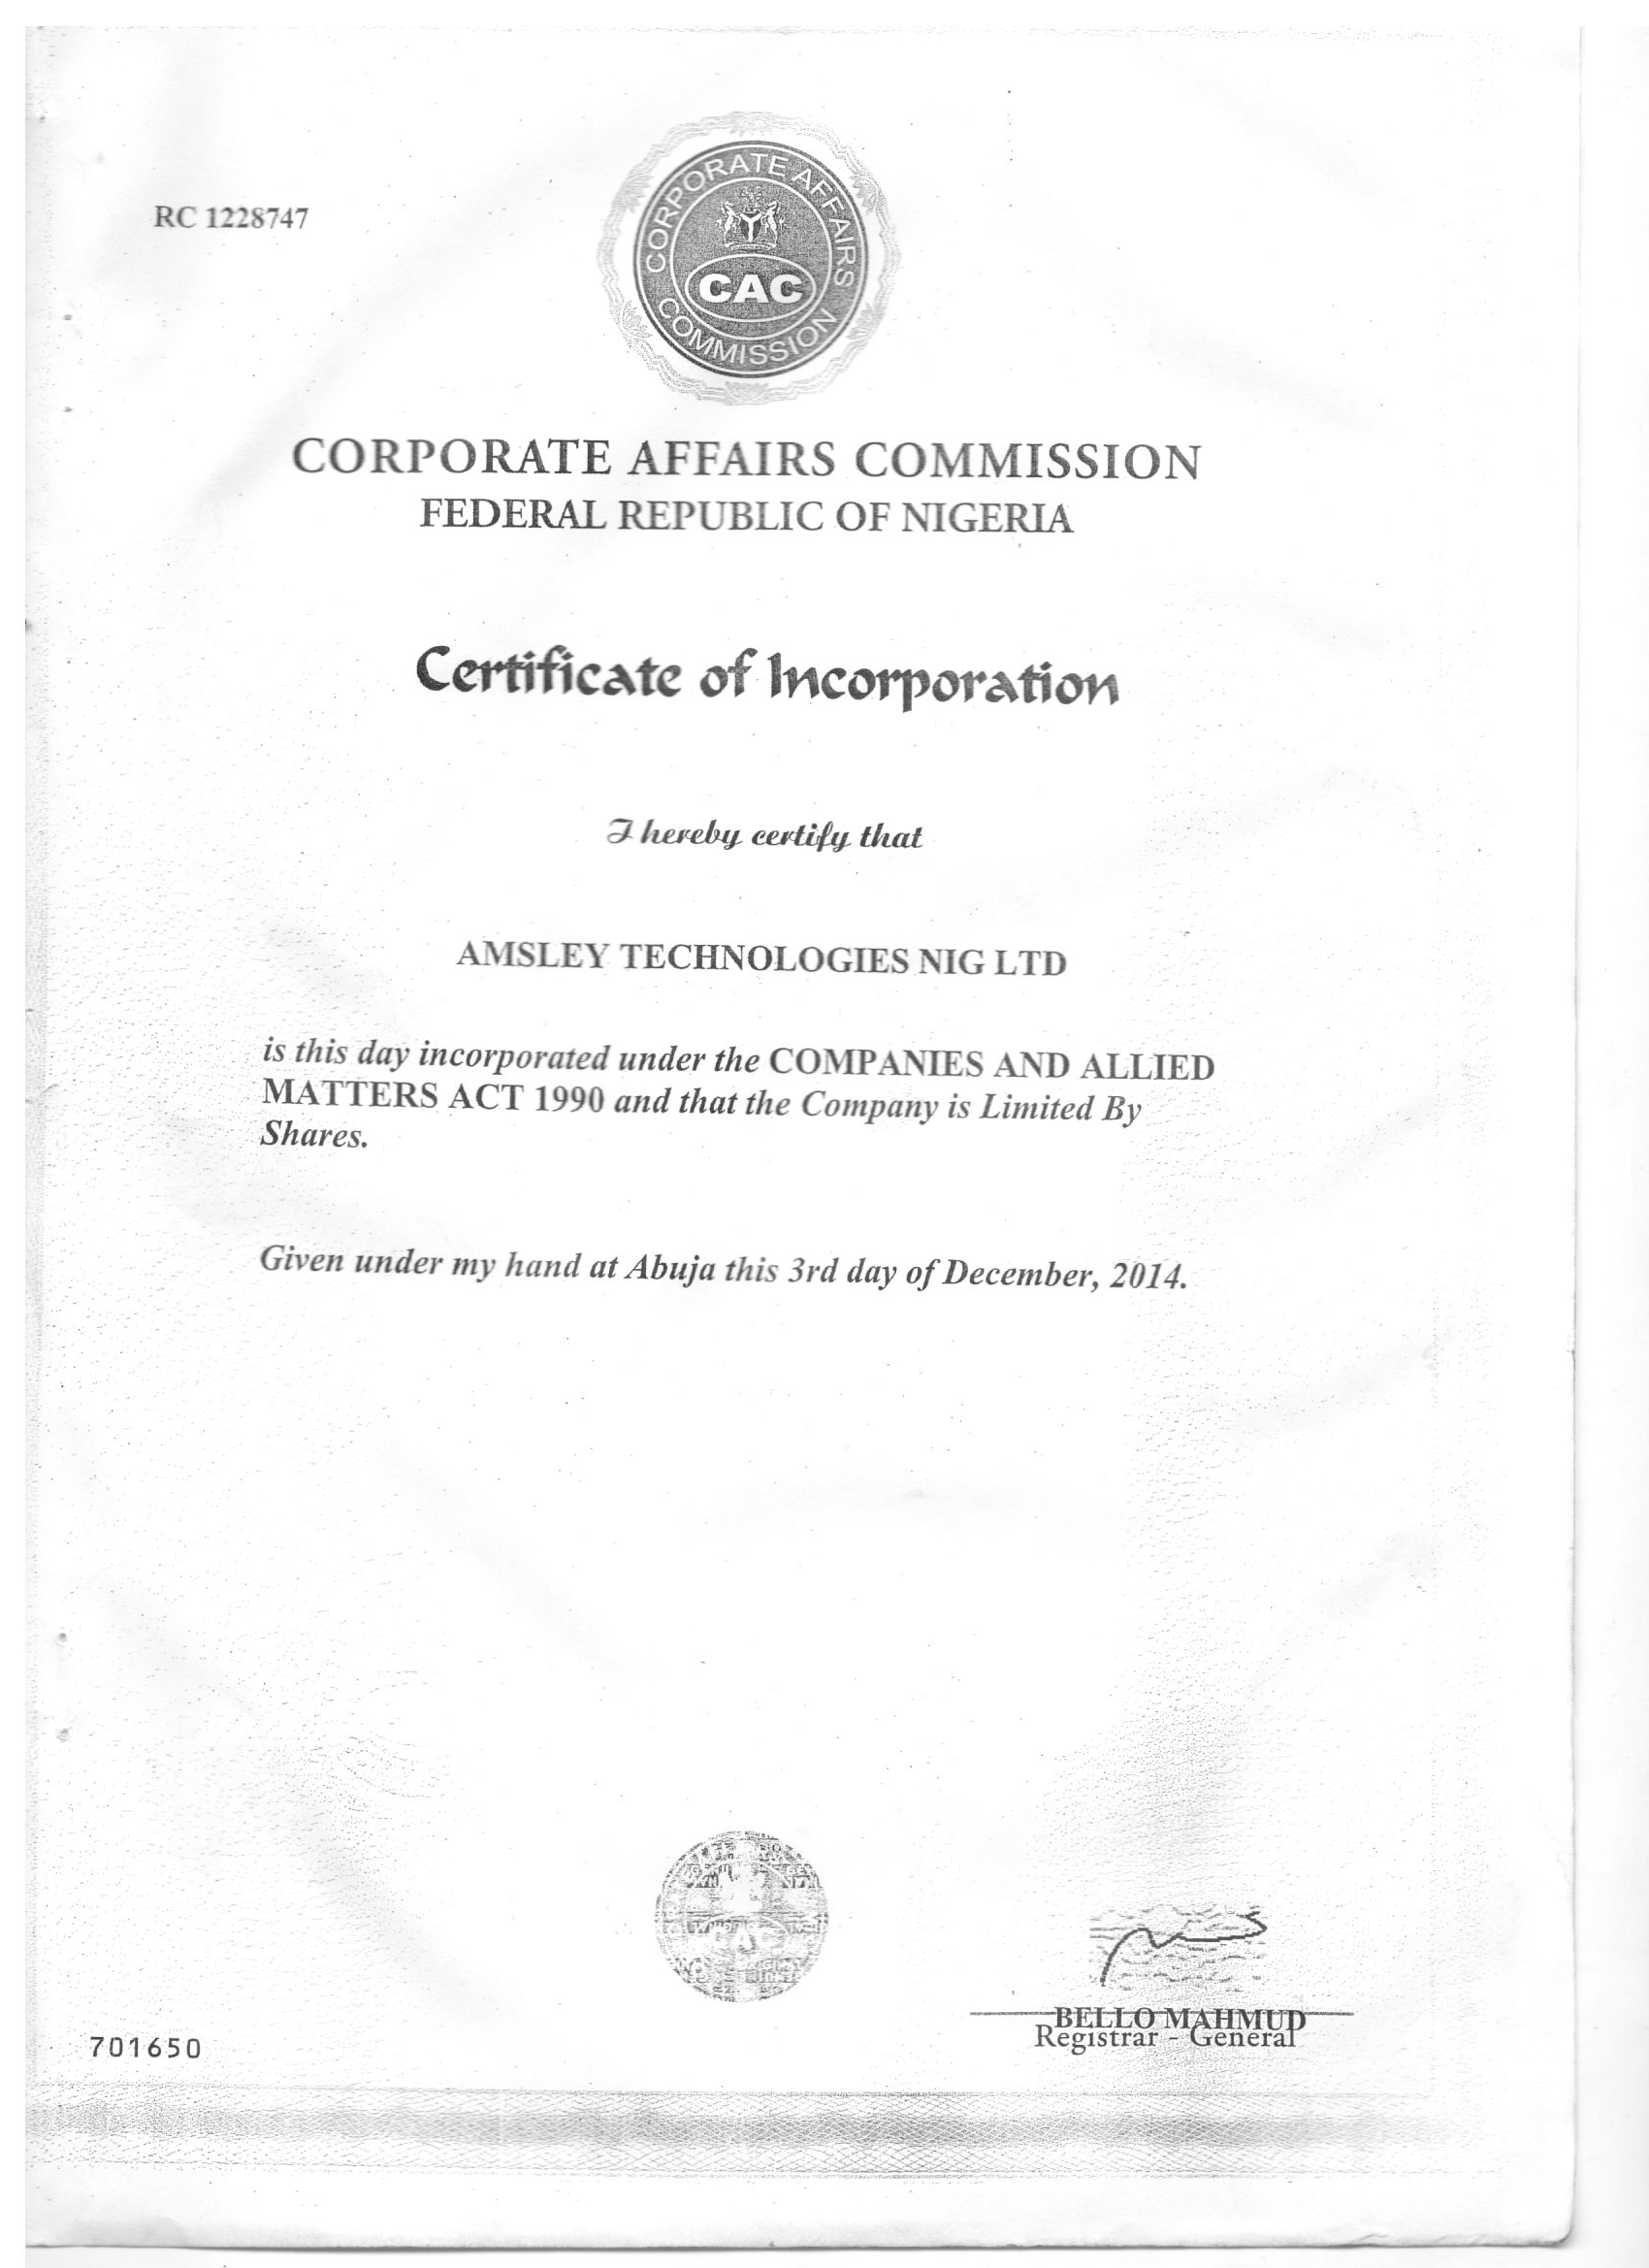 RC 1228747
CORPORATE AFFAIRS COMMISSION
CAC
CORPORATE AFFAIRS COMMISSION
FEDERAL REPUBLIC OF NIGERIA
Certificate of Incorporation
I hereby certify that
AMSLEY TECHNOLOGIES NIG LTD
is this day incorporated under the COMPANIES AND ALLIED
MATTERS ACT 1990 and that the Company is Limited By
Shares.
Given under my hand at Abuja this 3rd day of December, 2014.
CAC
BELLO MAHMUD
Registrar - General
701650